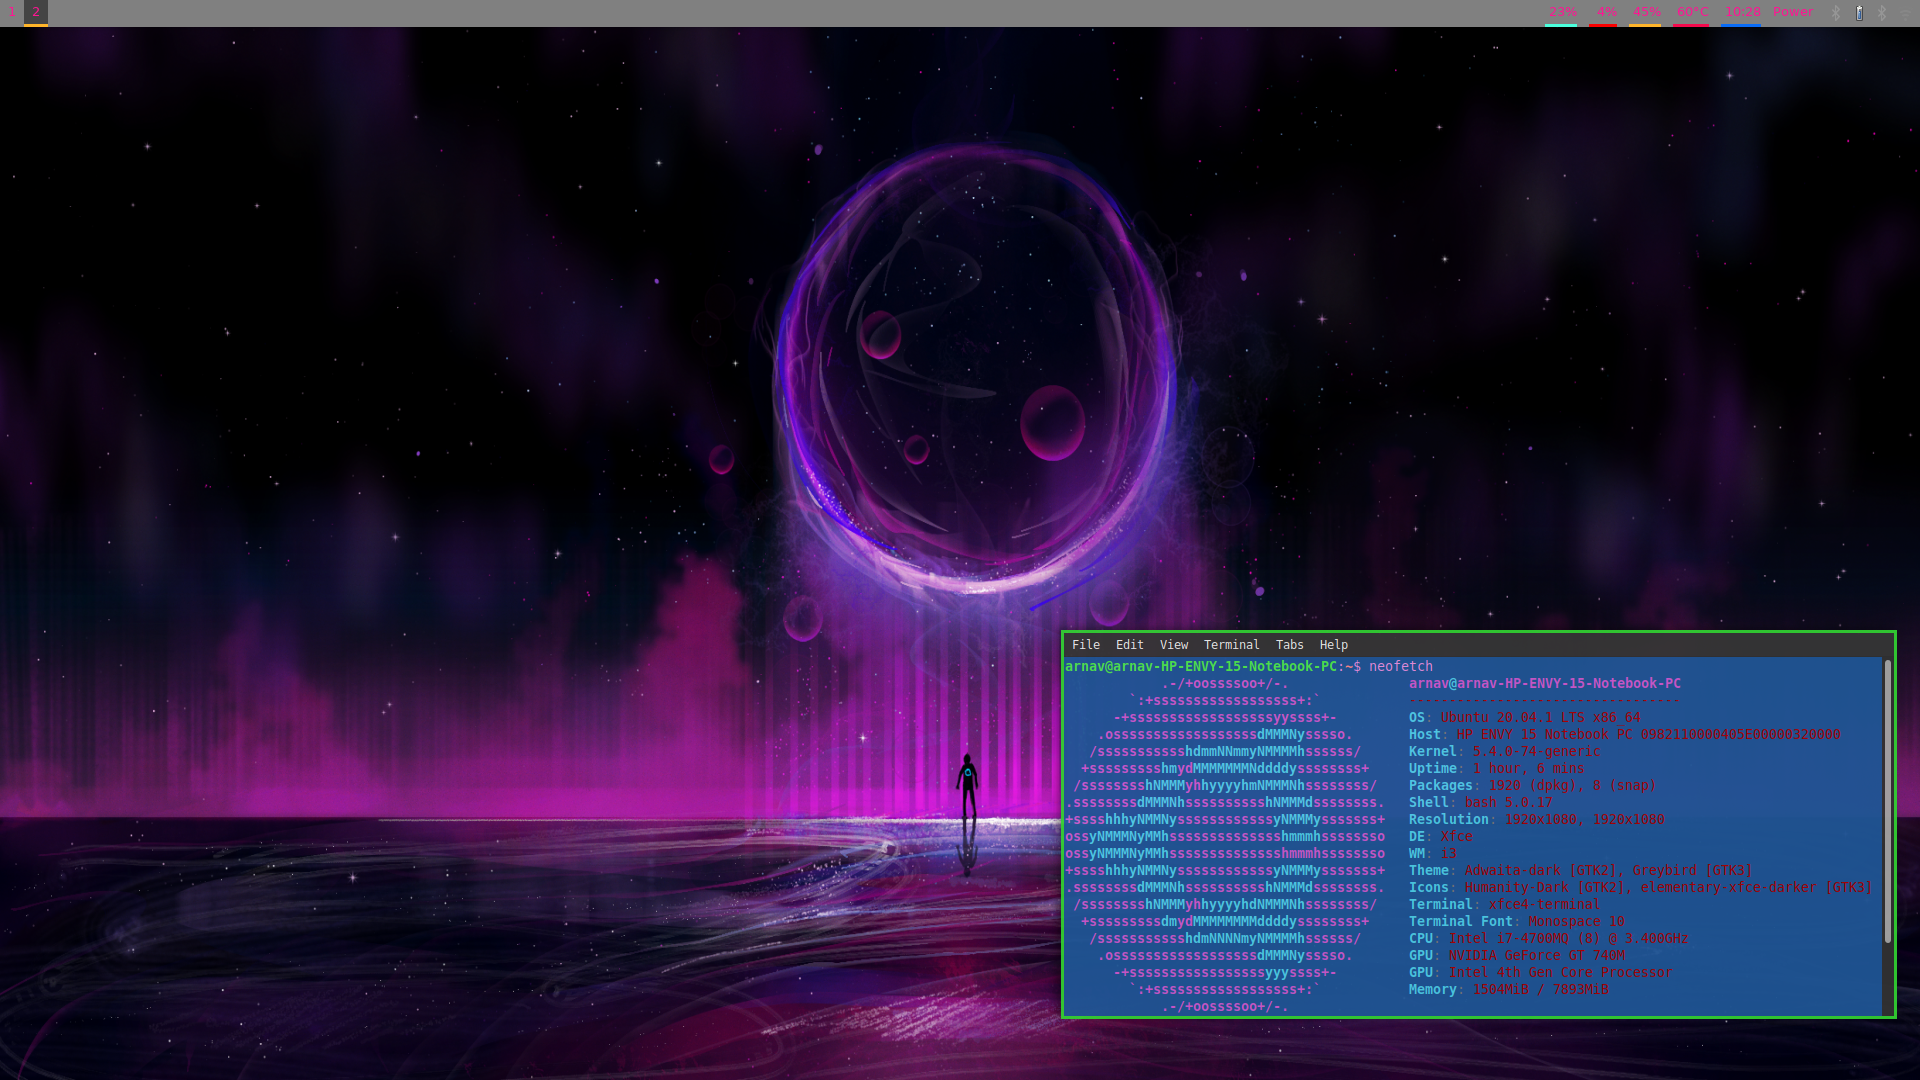 1 2 23% 4% 45% 60°C 10:28 Power
File Edit View Terminal Tabs Help
arnav@arnav-HP-ENVY-15-Notebook-PC:~$ neofetch
.-/+oossssoo+/-. arnav@arnav-HP-ENVY-15-Notebook-PC
`:+ssssssssssssssssss+:` ----------------------------------
-+ssssssssssssssssssyyssss+- OS: Ubuntu 20.04.1 LTS x86_64
.ossssssssssssssssssdMMMNysssso. Host: HP ENVY 15 Notebook PC 0982110000405E00000320000
/ssssssssssshdmmNNmmyNMMMMhssssss/ Kernel: 5.4.0-74-generic
+ssssssssshmydMMMMMMMNddddyssssssss+ Uptime: 1 hour, 6 mins
/sssssssshNMMMyhhyyyyhmNMMMNhssssssss/ Packages: 1920 (dpkg), 8 (snap)
.ssssssssdMMMNhsssssssssshNMMMdssssssss. Shell: bash 5.0.17
+sssshhhyNMMNyssssssssssssyNMMMysssssss+ Resolution: 1920x1080, 1920x1080
ossyNMMMNyMMhsssssssssssssshmmmhssssssso DE: Xfce
ossyNMMMNyMMhsssssssssssssshmmmhssssssso WM: i3
+sssshhhyNMMNyssssssssssssyNMMMysssssss+ Theme: Adwaita-dark [GTK2], Greybird [GTK3]
.ssssssssdMMMNhsssssssssshNMMMdssssssss. Icons: Humanity-Dark [GTK2], elementary-xfce-darker [GTK3]
/sssssssshNMMMyhhyyyyhdNMMMNhssssssss/ Terminal: xfce4-terminal
+sssssssssdmydMMMMMMMMddddyssssssss+ Terminal Font: Monospace 10
/ssssssssssshdmNNNNmyNMMMMhssssss/ CPU: Intel i7-4700MQ (8) @ 3.400GHz
.ossssssssssssssssssdMMMNysssso. GPU: NVIDIA GeForce GT 740M
-+sssssssssssssssssyyyssss+- GPU: Intel 4th Gen Core Processor
`:+ssssssssssssssssss+:` Memory: 1504MiB / 7893MiB
.-/+oossssoo+/-.